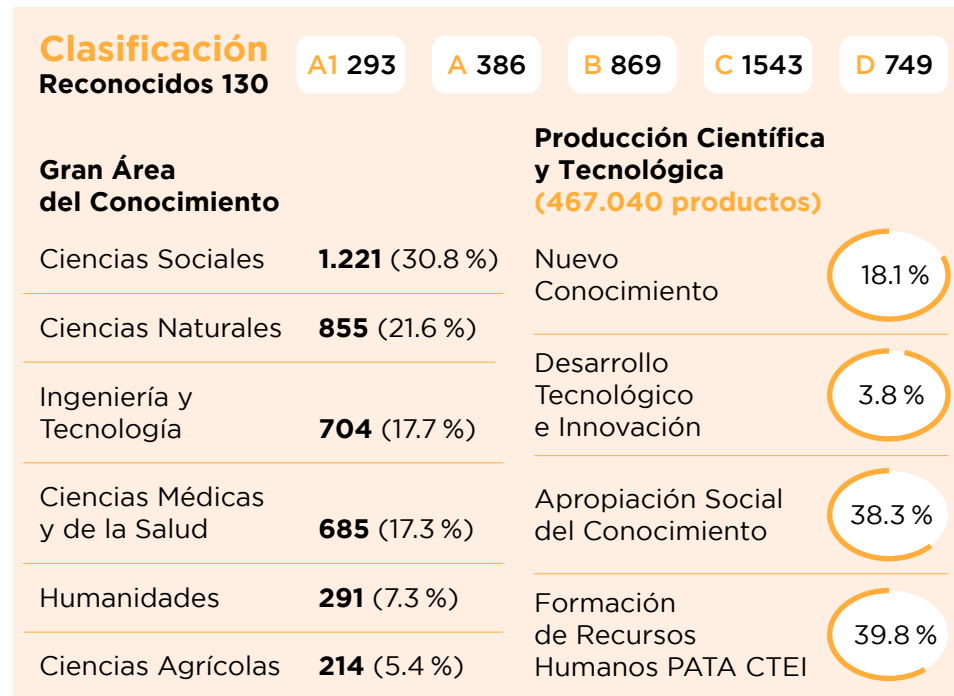 Clasificación
Reconocidos 130
A1 293
A 386
B 869
C 1543
D 749
Gran Área
del Conocimiento
Ciencias Sociales 1.221 (30.8 %)
Ciencias Naturales 855 (21.6 %)
Ingeniería y
Tecnología 704 (17.7 %)
Ciencias Médicas
y de la Salud 685 (17.3 %)
Humanidades 291 (7.3 %)
Ciencias Agrícolas 214 (5.4 %)
Producción Científica
y Tecnológica
(467.040 productos)
Nuevo
Conocimiento
18.1 %
Desarrollo
Tecnológico
e Innovación
3.8 %
Apropiación Social
del Conocimiento
38.3 %
Formación
de Recursos
Humanos PATA CTEI
39.8 %